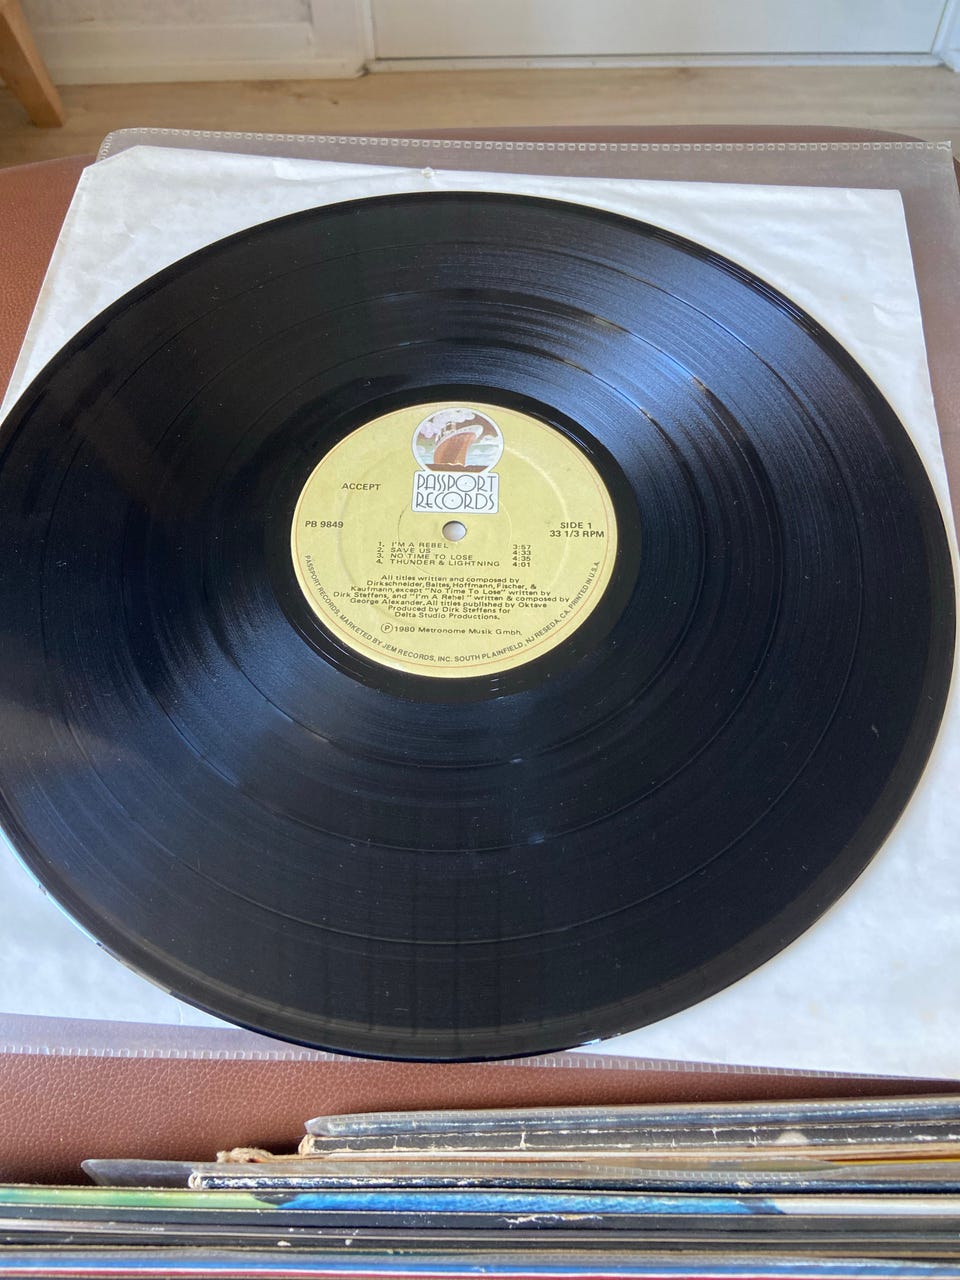 PASSPORT
RECORDS
ACCEPT
PB 9849
SIDE 1
33 1/3 RPM
1. I'M A REBEL 3:57
2. SAVE US 4:33
3. NO TIME TO LOSE 4:35
4. THUNDER & LIGHTNING 4:01
All titles written and composed by
Dirkschneider, Baltes, Hoffmann, Fischer, &
Kaufmann, except "No Time To Lose" written by
Dirk Steffens, and "I'm A Rebel" written & composed by
George Alexander. All titles published by Oktave
Produced by Dirk Steffens for
Delta Studio Productions.
Ⓟ 1980 Metronome Musik Gmbh.
PASSPORT RECORDS, MARKETED BY JEM RECORDS, INC. SOUTH PLAINFIELD, NJ RESEDA, CA. PRINTED IN U.S.A.